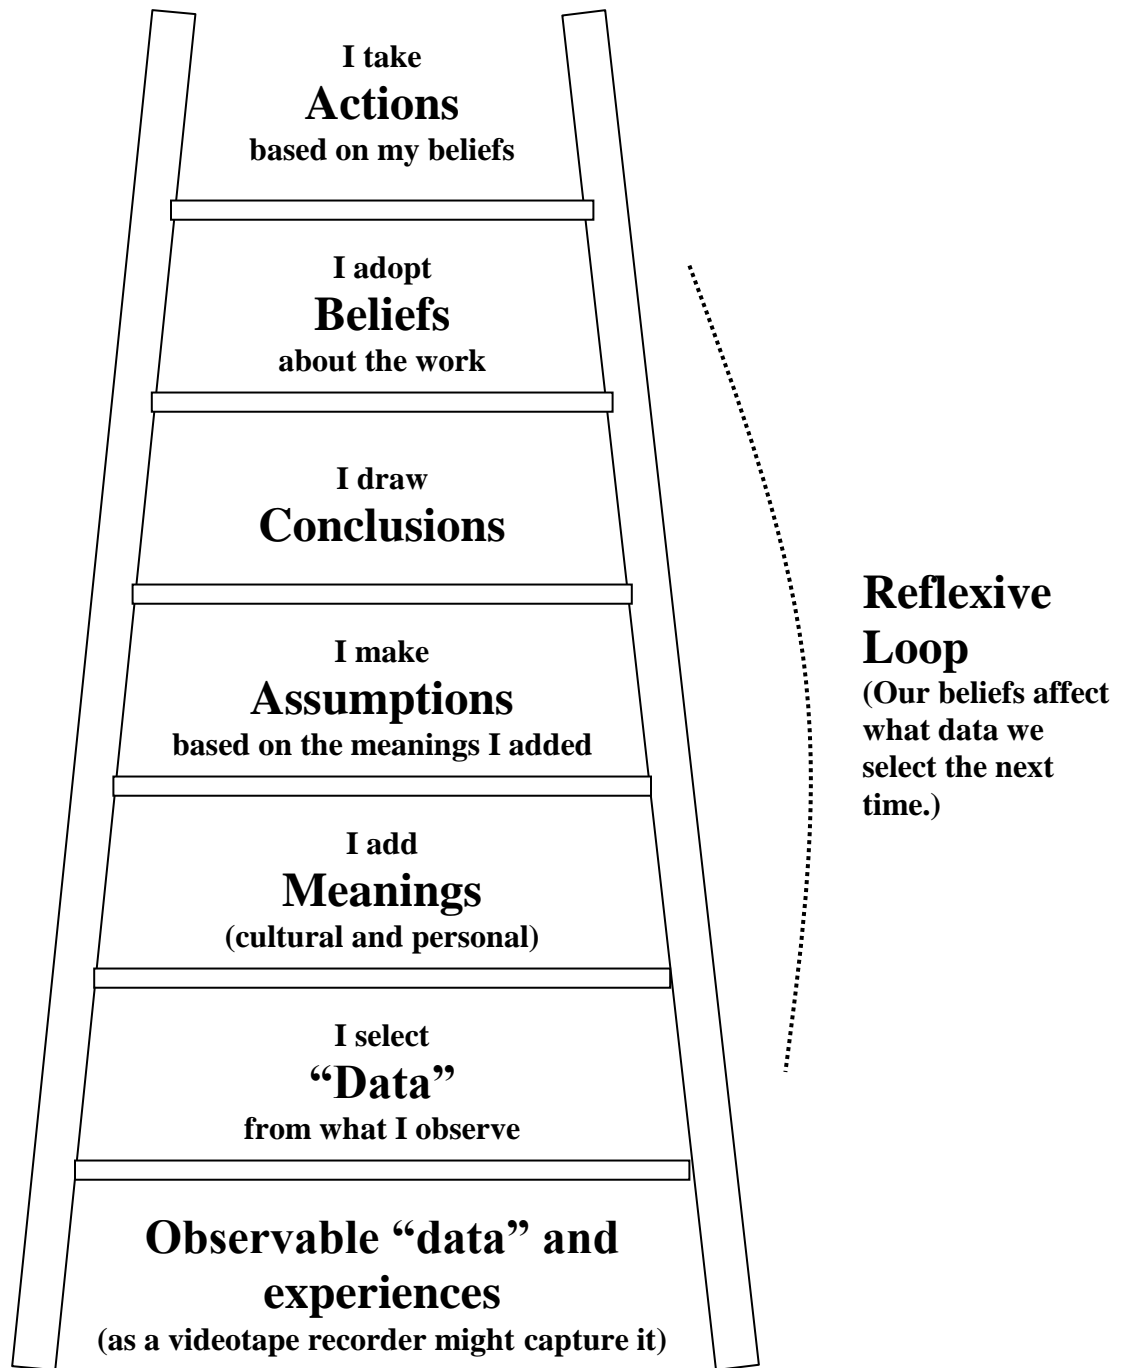 I take
Actions
based on my beliefs
I adopt
Beliefs
about the work
I draw
Conclusions
I make
Assumptions
based on the meanings I added
I add
Meanings
(cultural and personal)
I select
“Data”
from what I observe
Observable “data” and
experiences
(as a videotape recorder might capture it)
Reflexive
Loop
(Our beliefs affect
what data we
select the next
time.)